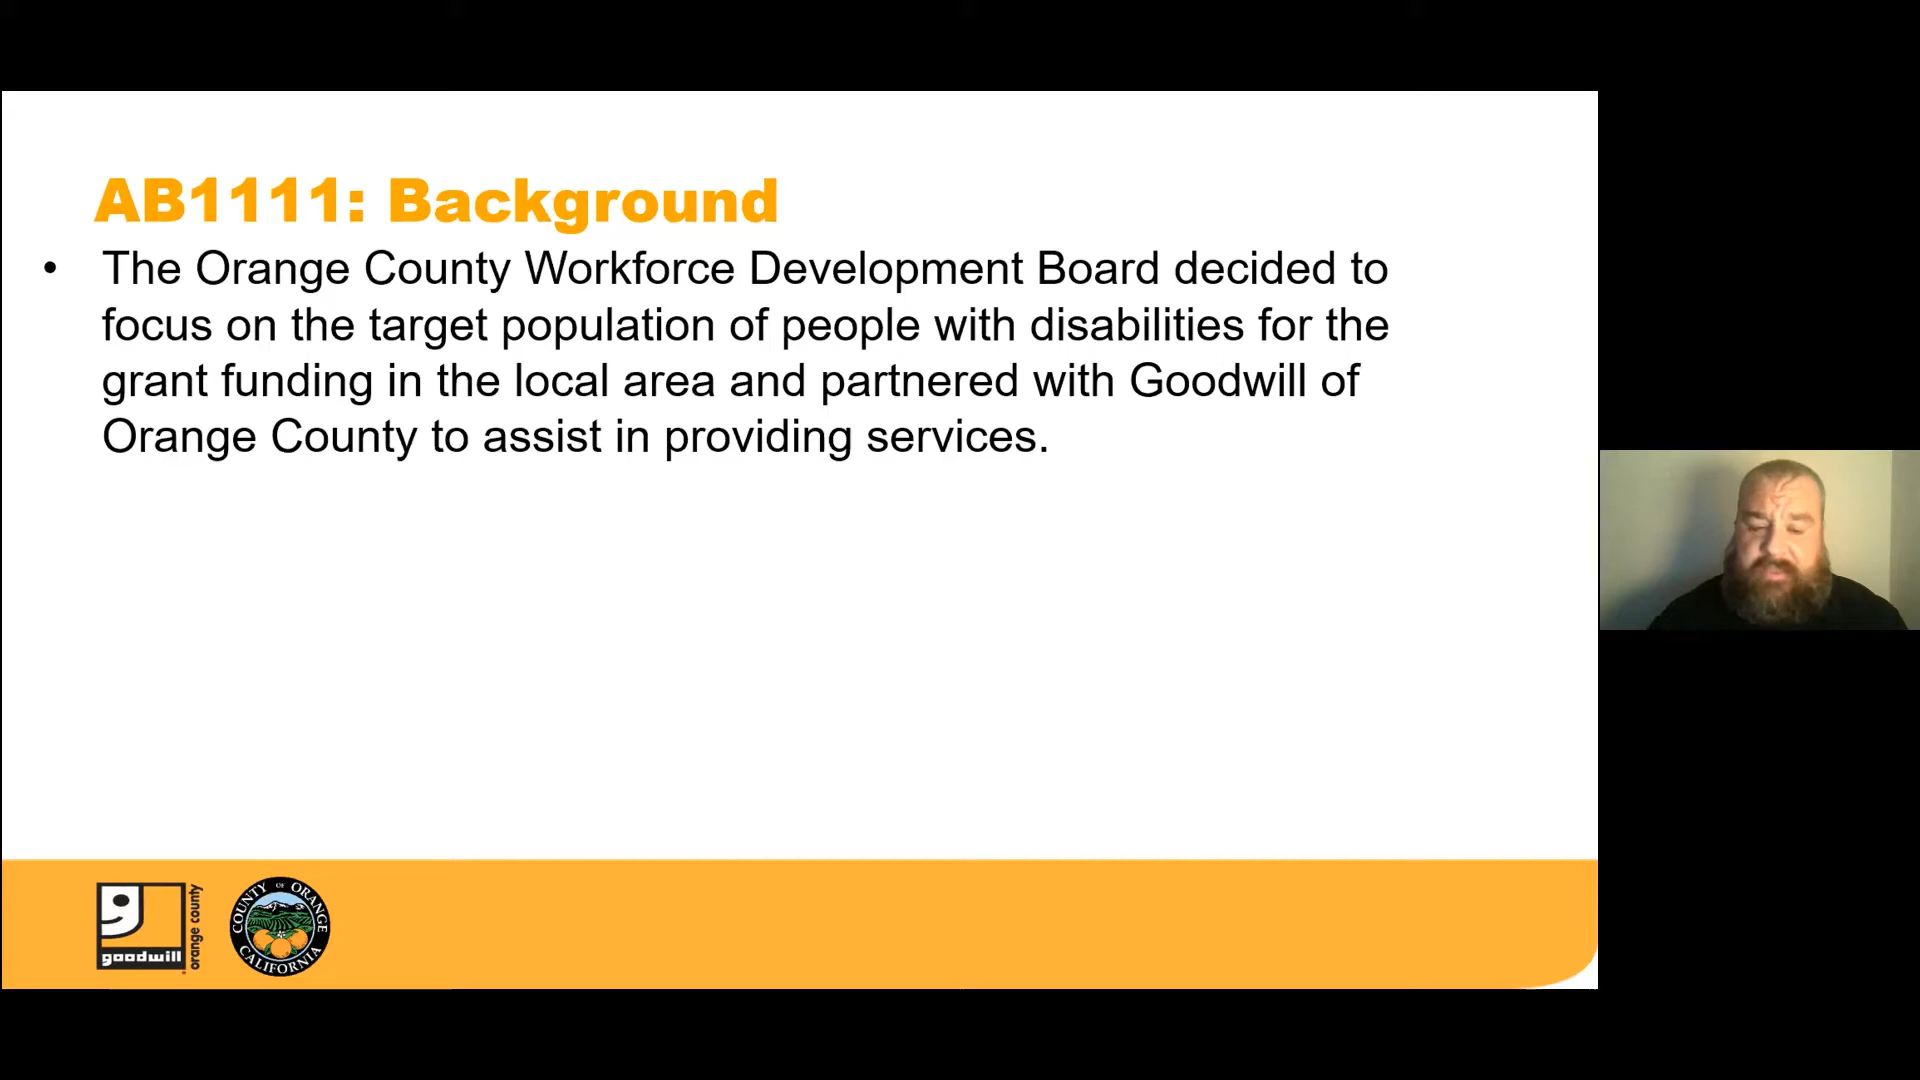 AB1111: Background
• The Orange County Workforce Development Board decided to
focus on the target population of people with disabilities for the
grant funding in the local area and partnered with Goodwill of
Orange County to assist in providing services.
goodwill
orange county
COUNTY OF ORANGE
CALIFORNIA